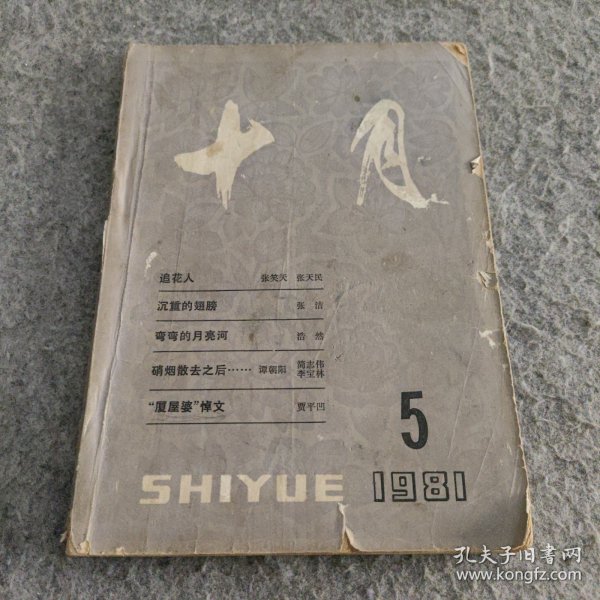 十月
追花人 张笑天 张天民
沉重的翅膀 张洁
弯弯的月亮河 浩然
硝烟散去之后…… 谭朝阳 简志伟 李宝林
“厦屋婆”悼文 贾平凹
5
SHIYUE 1981
孔夫子旧书网
www.kongfz.com